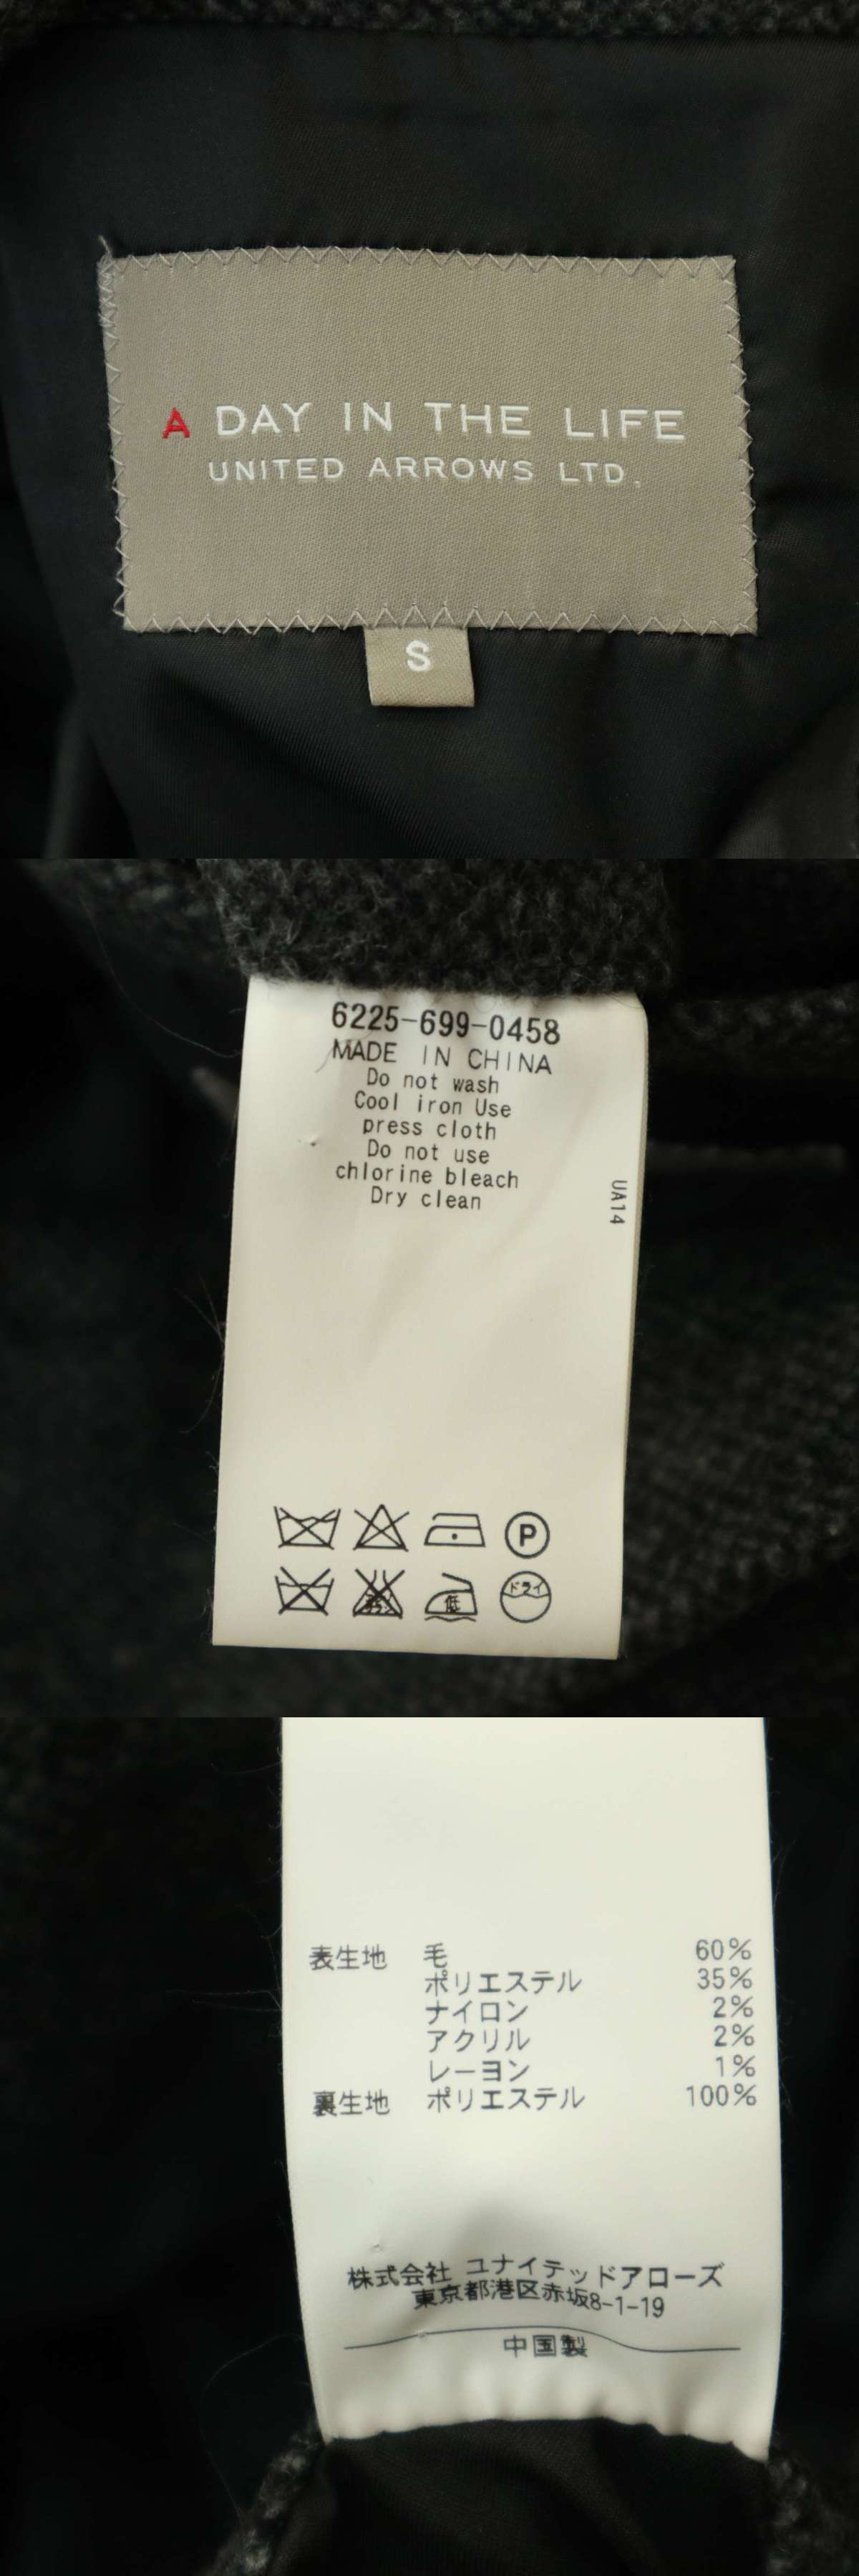 A DAY IN THE LIFE
UNITED ARROWS LTD.
S
6225-699-0458
MADE IN CHINA
Do not wash
Cool iron Use
press cloth
Do not use
chlorine bleach
Dry clean
UA14
P
低
ドライ
表生地 毛 60%
ポリエステル 35%
ナイロン 2%
アクリル 2%
レーヨン 1%
裏生地 ポリエステル 100%
株式会社 ユナイテッドアローズ
東京都港区赤坂8-1-19
中国製